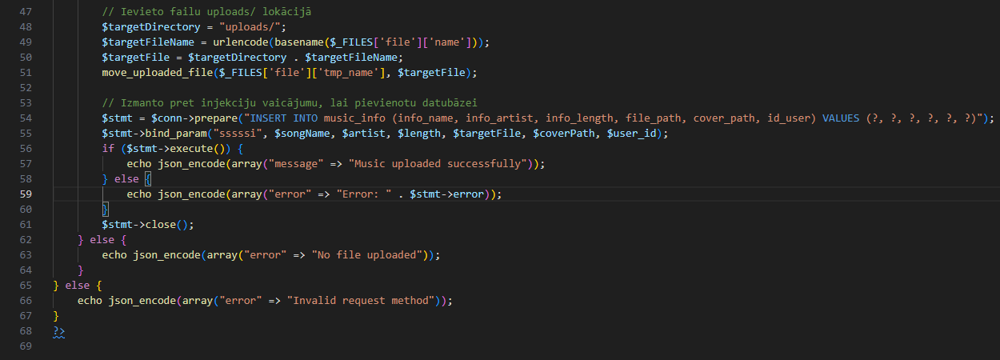 47 // Ievieto failu uploads/ lokācijā
48 $targetDirectory = "uploads/";
49 $targetFileName = urlencode(basename($_FILES['file']['name']));
50 $targetFile = $targetDirectory . $targetFileName;
51 move_uploaded_file($_FILES['file']['tmp_name'], $targetFile);
52
53 // Izmanto pret injekciju vaicājumu, lai pievienotu datubāzei
54 $stmt = $conn->prepare("INSERT INTO music_info (info_name, info_artist, info_length, file_path, cover_path, id_user) VALUES (?, ?, ?, ?, ?, ?)");
55 $stmt->bind_param("sssssi", $songName, $artist, $length, $targetFile, $coverPath, $user_id);
56 if ($stmt->execute()) {
57 echo json_encode(array("message" => "Music uploaded successfully"));
58 } else {
59 echo json_encode(array("error" => "Error: " . $stmt->error));
60 }
61 $stmt->close();
62 } else {
63 echo json_encode(array("error" => "No file uploaded"));
64 }
65 } else {
66 echo json_encode(array("error" => "Invalid request method"));
67 }
68 ?>
69